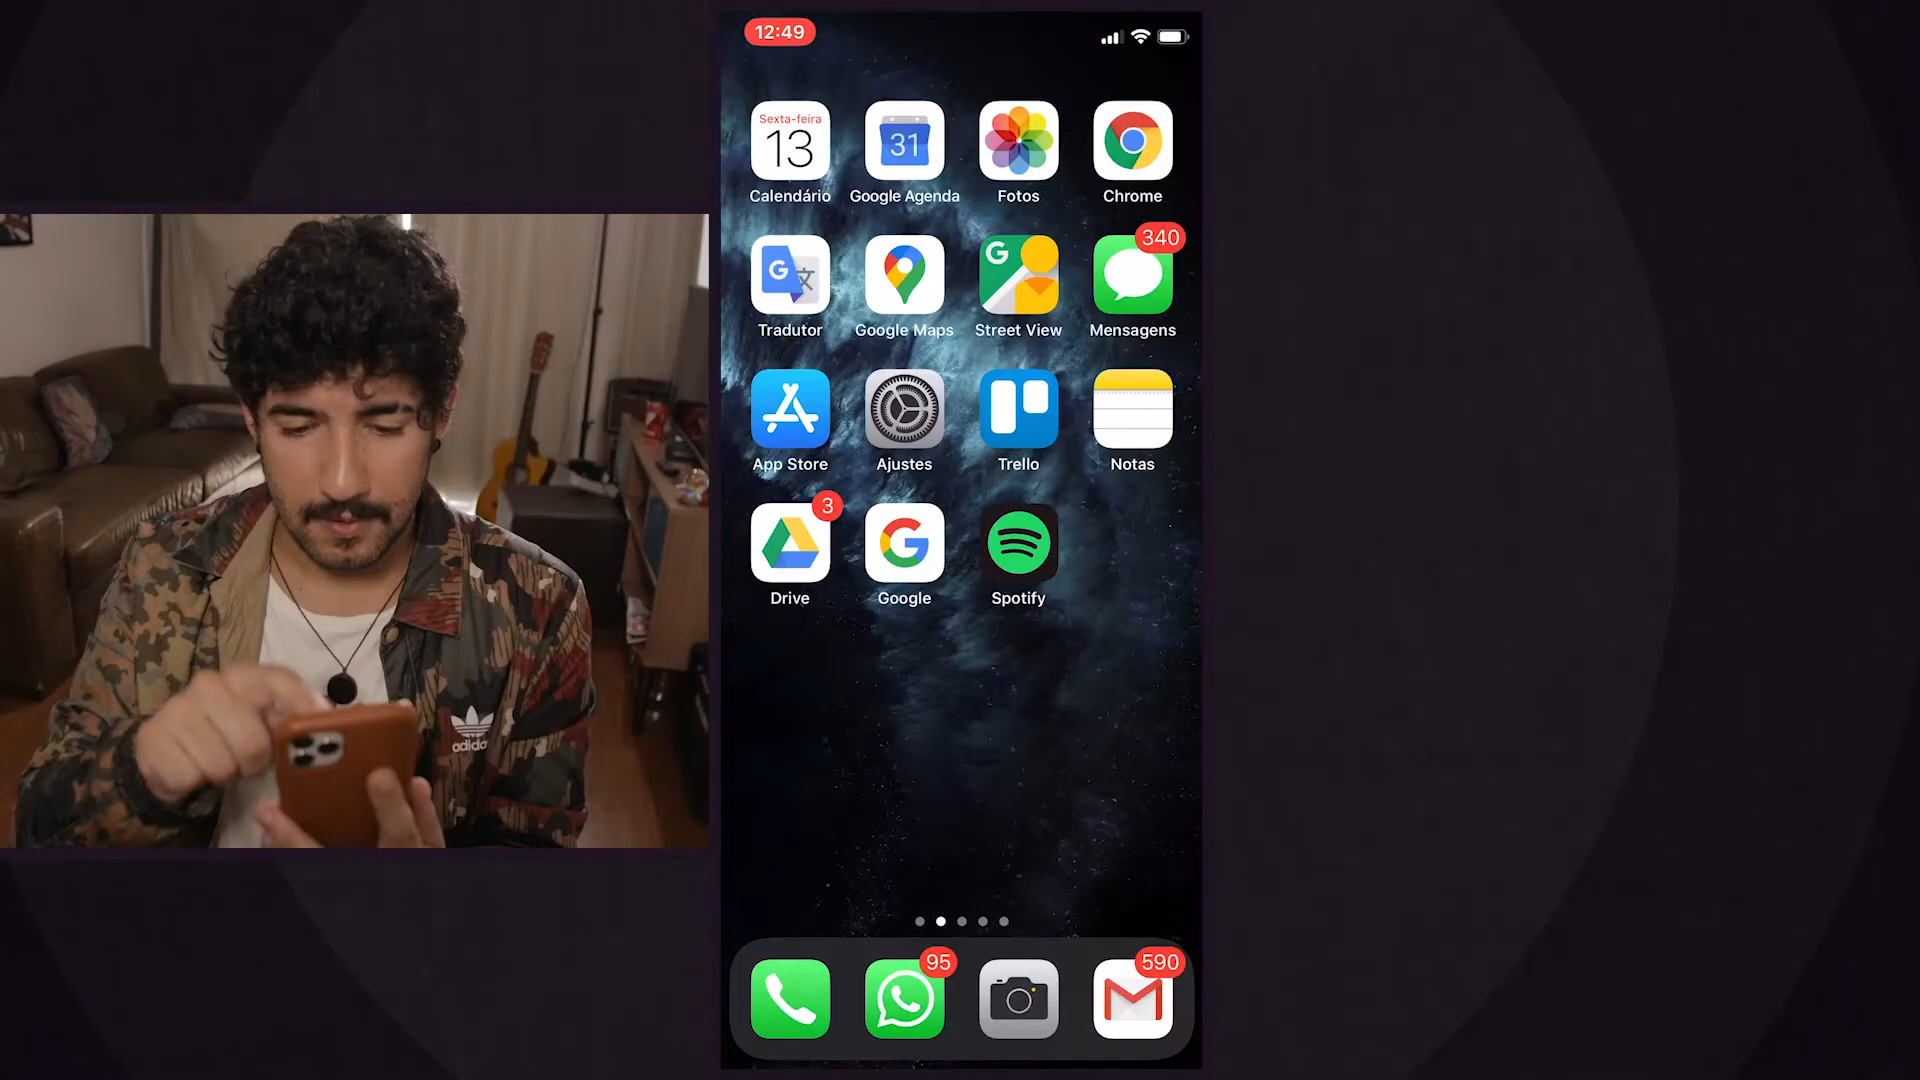 12:49
Sexta-feira
13
31
Calendário
Google Agenda
Fotos
Chrome
340
Tradutor
Google Maps
Street View
Mensagens
App Store
Ajustes
Trello
Notas
3
Drive
Google
Spotify
95
590
adidas